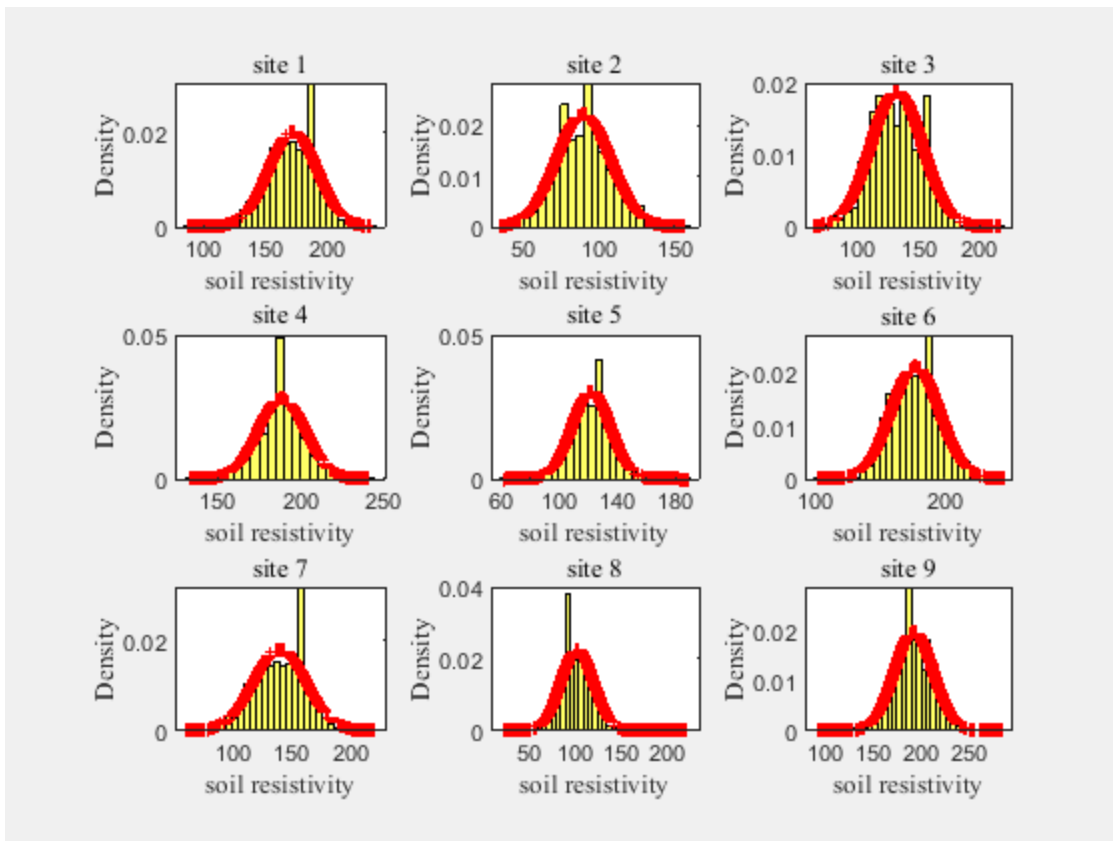 site 1
Density
0.02
0
100 150 200
soil resistivity
site 2
Density
0.02
0.01
0
50 100 150
soil resistivity
site 3
Density
0.02
0.01
0
100 150 200
soil resistivity
site 4
Density
0.05
0
150 200 250
soil resistivity
site 5
Density
0.05
0
60 100 140 180
soil resistivity
site 6
Density
0.02
0.01
0
100 200
soil resistivity
site 7
Density
0.02
0
100 150 200
soil resistivity
site 8
Density
0.04
0.02
0
50 100 150 200
soil resistivity
site 9
Density
0.02
0.01
0
100 150 200 250
soil resistivity